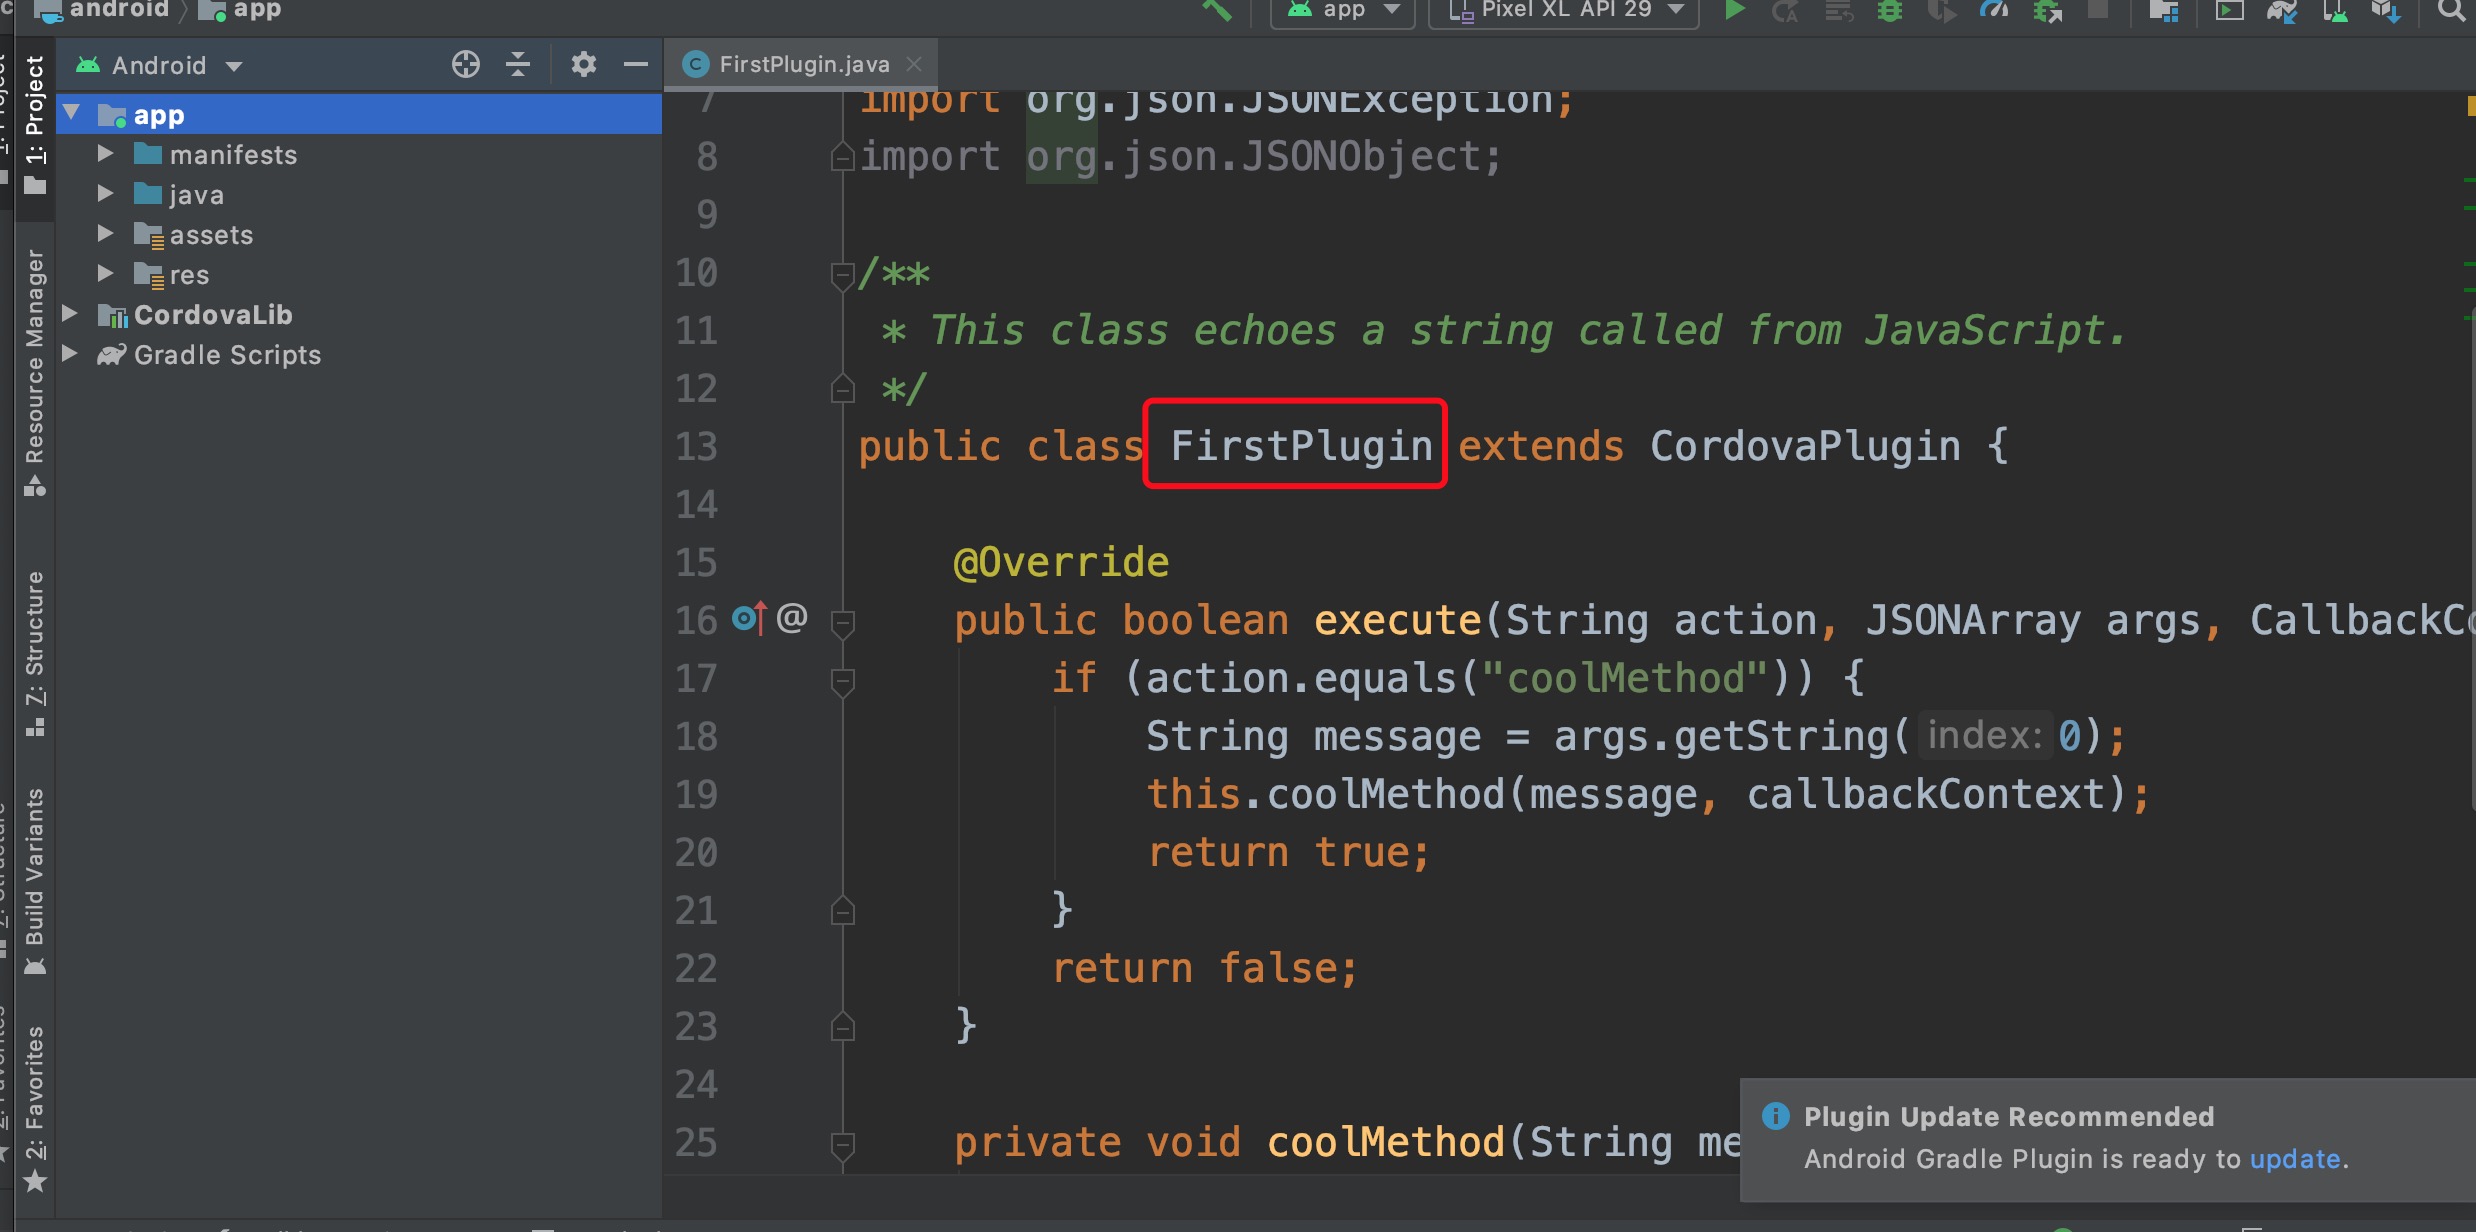 android
app
app
Pixel XL API 29
Android
FirstPlugin.java
1: Project
Resource Manager
7: Structure
Build Variants
2: Favorites
app
manifests
java
assets
res
CordovaLib
Gradle Scripts
7 import org.json.JSONException;
8 import org.json.JSONObject;
9
10 /**
11 * This class echoes a string called from JavaScript.
12 */
13 public class FirstPlugin extends CordovaPlugin {
14
15 @Override
16 @ public boolean execute(String action, JSONArray args, CallbackCo
17 if (action.equals("coolMethod")) {
18 String message = args.getString( index: 0);
19 this.coolMethod(message, callbackContext);
20 return true;
21 }
22 return false;
23 }
24
25 private void coolMethod(String me
Plugin Update Recommended
Android Gradle Plugin is ready to update.